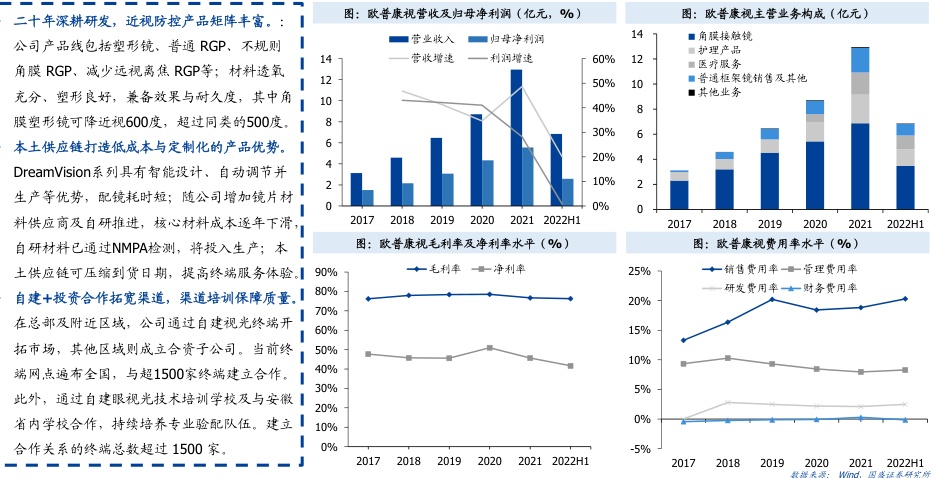 二十年深耕研发，近视防控产品矩阵丰富。：
公司产品线包括塑形镜、普通 RGP、不规则
角膜 RGP、减少远视离焦 RGP等；材料透氧
充分、塑形良好，兼备效果与耐久度，其中角
膜塑形镜可降近视600度，超过同类的500度。
本土供应链打造低成本与定制化的产品优势。
DreamVision系列具有智能设计、自动调节并
生产等优势，配镜耗时短；随公司增加镜片材
料供应商及自研推进，核心材料成本逐年下滑，
自研材料已通过NMPA检测，将投入生产；本
土供应链可压缩到货日期，提高终端服务体验。
自建+投资合作拓宽渠道，渠道培训保障质量。
在总部及附近区域，公司通过自建视光终端开
拓市场，其他区域则成立合资子公司。当前终
端网点遍布全国，与超1500家终端建立合作。
此外，通过自建眼视光技术培训学校及与安徽
省内学校合作，持续培养专业验配队伍。建立
合作关系的终端总数超过 1500 家。
图：欧普康视营收及归母净利润（亿元，%）
营业收入 归母净利润
营收增速 利润增速
14 60%
12 50%
10 40%
8 30%
6 20%
4 10%
2 0%
0
2017 2018 2019 2020 2021 2022H1
图：欧普康视主营业务构成（亿元）
角膜接触镜
护理产品
医疗服务
普通框架镜销售及其他
其他业务
14
12
10
8
6
4
2
0
2017 2018 2019 2020 2021 2022H1
图：欧普康视毛利率及净利率水平（%）
毛利率 净利率
90%
80%
70%
60%
50%
40%
30%
20%
10%
0%
2017 2018 2019 2020 2021 2022H1
图：欧普康视费用率水平（%）
销售费用率 管理费用率
研发费用率 财务费用率
25%
20%
15%
10%
5%
0%
-5%
2017 2018 2019 2020 2021 2022H1
数据来源： Wind，国盛证券研究所